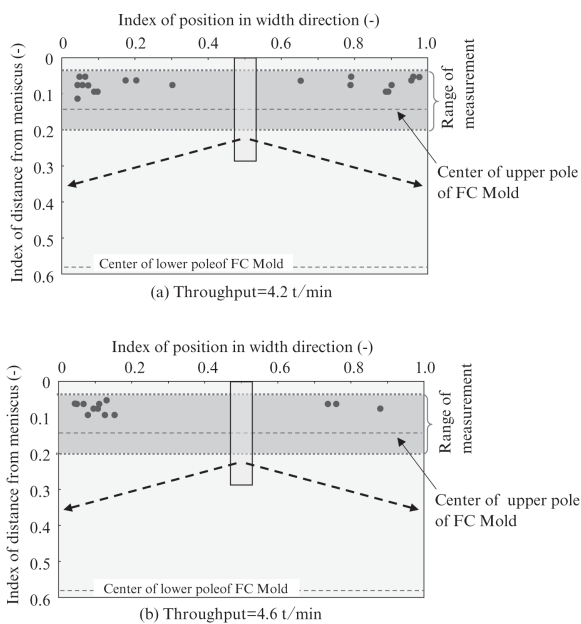 Index of position in width direction (-)
0 0.2 0.4 0.6 0.8 1.0
Index of distance from meniscus (-)
0
0.1
0.2
0.3
0.4
0.5
0.6
Range of
measurement
Center of upper pole
of FC Mold
Center of lower poleof FC Mold
(a) Throughput=4.2 t/min
Index of position in width direction (-)
0 0.2 0.4 0.6 0.8 1.0
Index of distance from meniscus (-)
0
0.1
0.2
0.3
0.4
0.5
0.6
Range of
measurement
Center of upper pole
of FC Mold
Center of lower poleof FC Mold
(b) Throughput=4.6 t/min